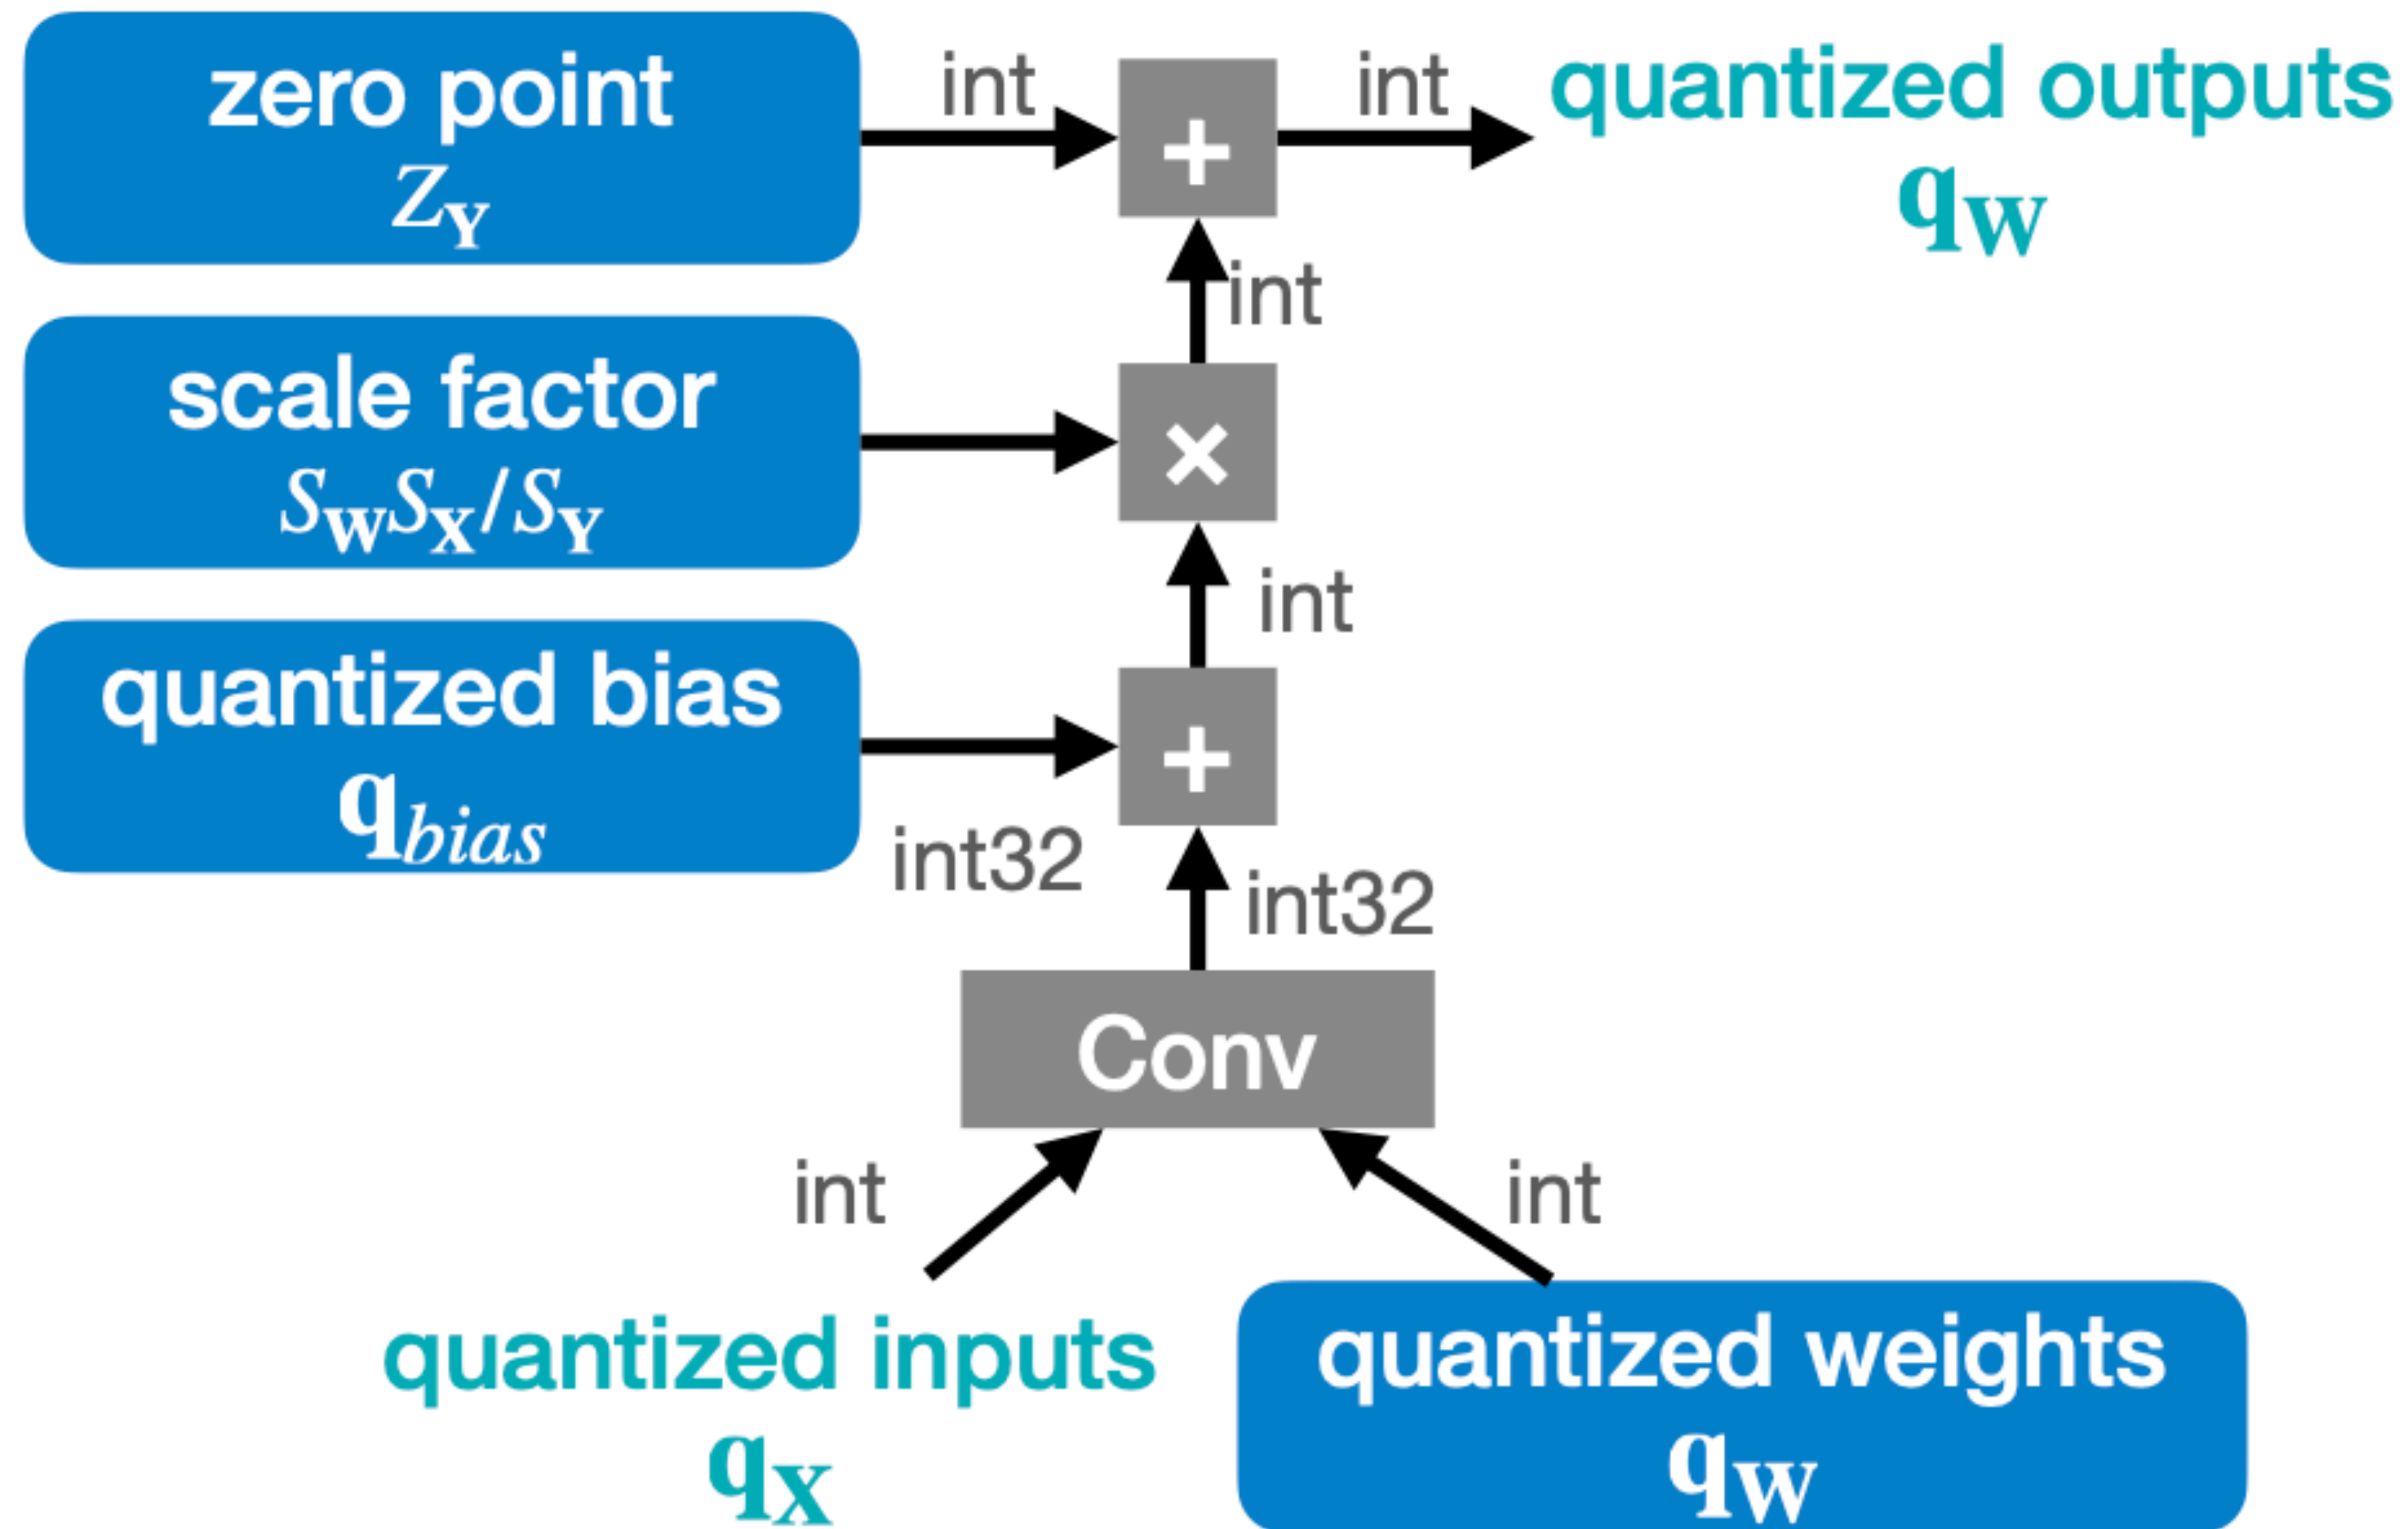 zero point
Z_Y
int
+
int
quantized outputs
q_W
int
scale factor
S_W S_X / S_Y
×
int
quantized bias
q_bias
+
int32
int32
Conv
int
int
quantized inputs
q_X
quantized weights
q_W